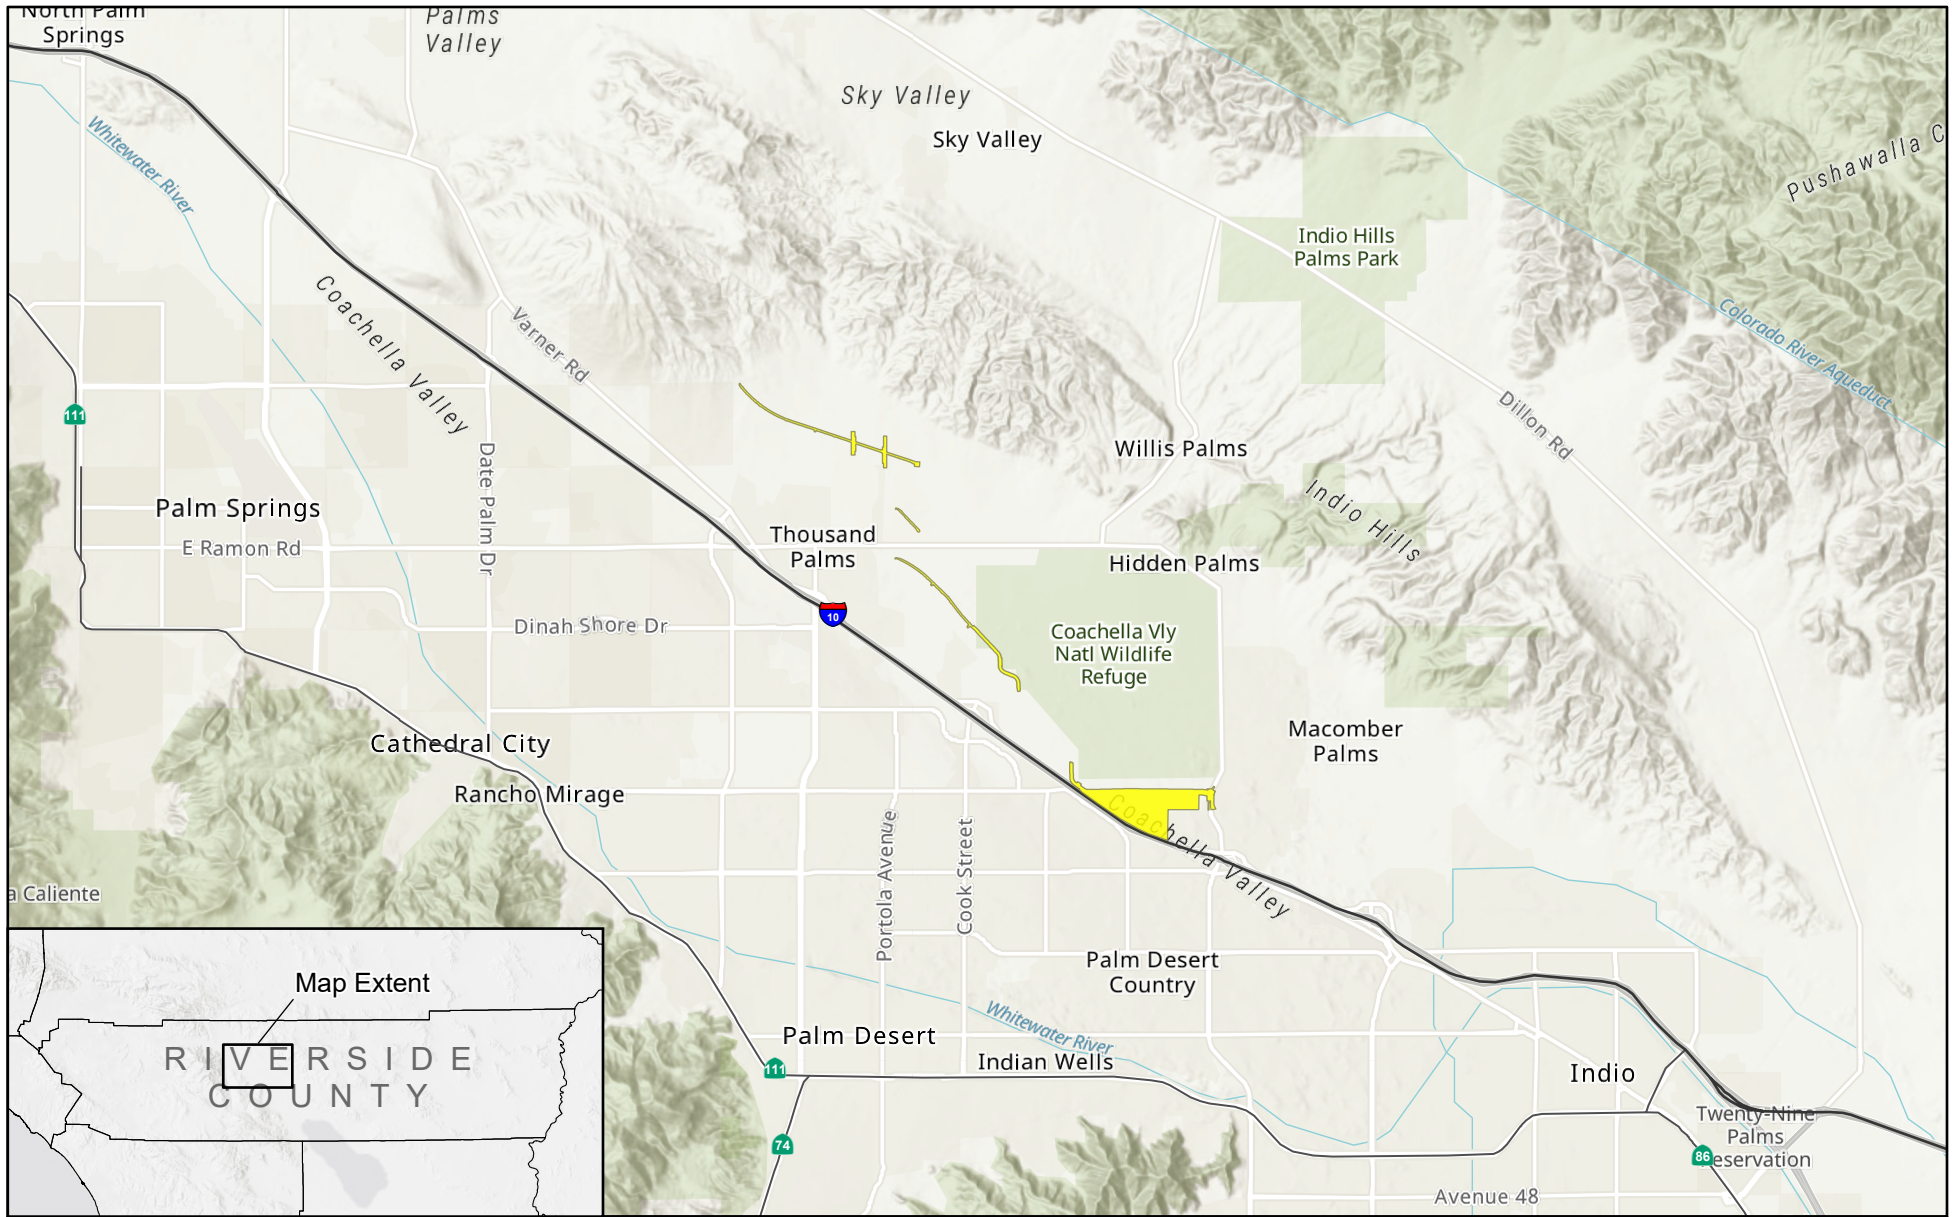 North Palm
Springs
Palms
Valley
Sky Valley
Sky Valley
Pushawalla C
Whitewater River
Indio Hills
Palms Park
Coachella Valley
Varner Rd
Colorado River Aqueduct
111
Dillon Rd
Willis Palms
Date Palm Dr
Indio Hills
Palm Springs
E Ramon Rd
Thousand
Palms
Hidden Palms
10
Dinah Shore Dr
Coachella Vly
Natl Wildlife
Refuge
Macomber
Palms
Cathedral City
Rancho Mirage
Coachella Valley
Portola Avenue
Cook Street
a Caliente
Palm Desert
Country
Map Extent
Whitewater River
Palm Desert
Indian Wells
111
RIVERSIDE
COUNTY
Indio
Twenty-Nine
Palms
eservation
74
86
Avenue 48